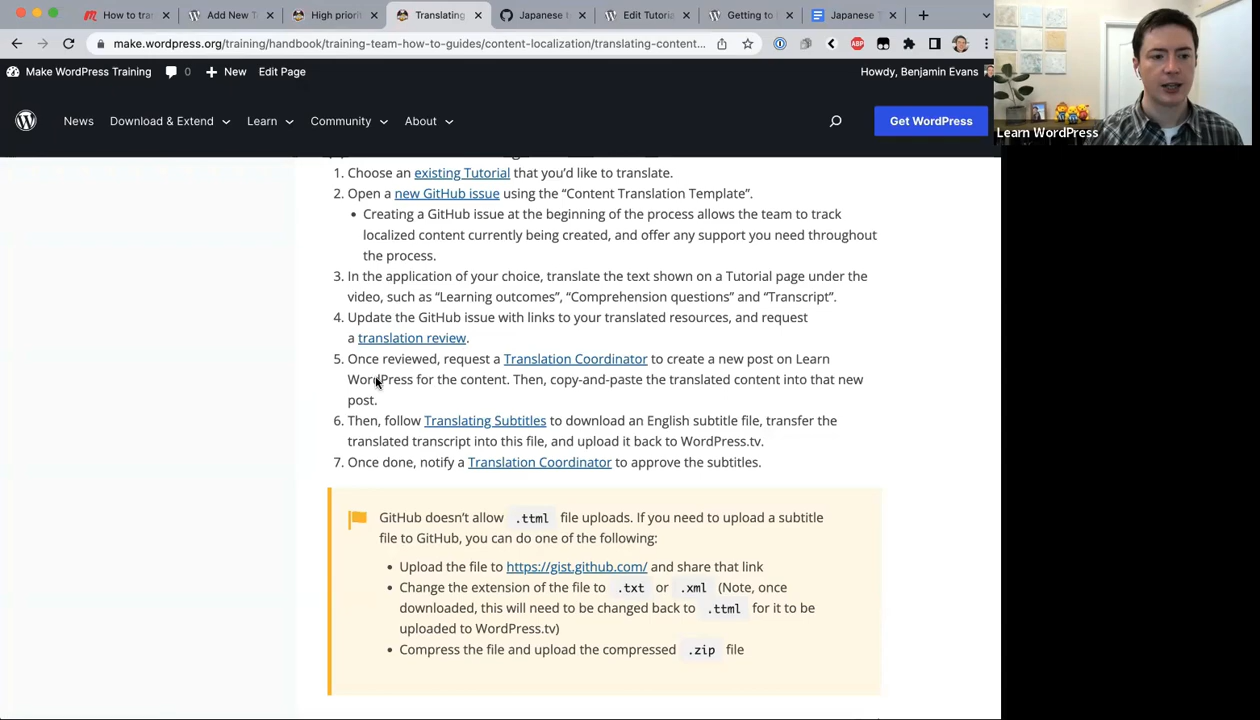 How to tra
Add New T
High priorit
Translating
Japanese t
Edit Tutoria
Getting to
Japanese T
make.wordpress.org/training/handbook/training-team-how-to-guides/content-localization/translating-content...
ABP
Make WordPress Training
0
New
Edit Page
Howdy, Benjamin Evans
News
Download & Extend
Learn
Community
About
Get WordPress
Learn WordPress
1. Choose an existing Tutorial that you’d like to translate.
2. Open a new GitHub issue using the “Content Translation Template”.
• Creating a GitHub issue at the beginning of the process allows the team to track
localized content currently being created, and offer any support you need throughout
the process.
3. In the application of your choice, translate the text shown on a Tutorial page under the
video, such as “Learning outcomes”, “Comprehension questions” and “Transcript”.
4. Update the GitHub issue with links to your translated resources, and request
a translation review.
5. Once reviewed, request a Translation Coordinator to create a new post on Learn
WordPress for the content. Then, copy-and-paste the translated content into that new
post.
6. Then, follow Translating Subtitles to download an English subtitle file, transfer the
translated transcript into this file, and upload it back to WordPress.tv.
7. Once done, notify a Translation Coordinator to approve the subtitles.
GitHub doesn’t allow .ttml file uploads. If you need to upload a subtitle
file to GitHub, you can do one of the following:
• Upload the file to https://gist.github.com/ and share that link
• Change the extension of the file to .txt or .xml (Note, once
downloaded, this will need to be changed back to .ttml for it to be
uploaded to WordPress.tv)
• Compress the file and upload the compressed .zip file